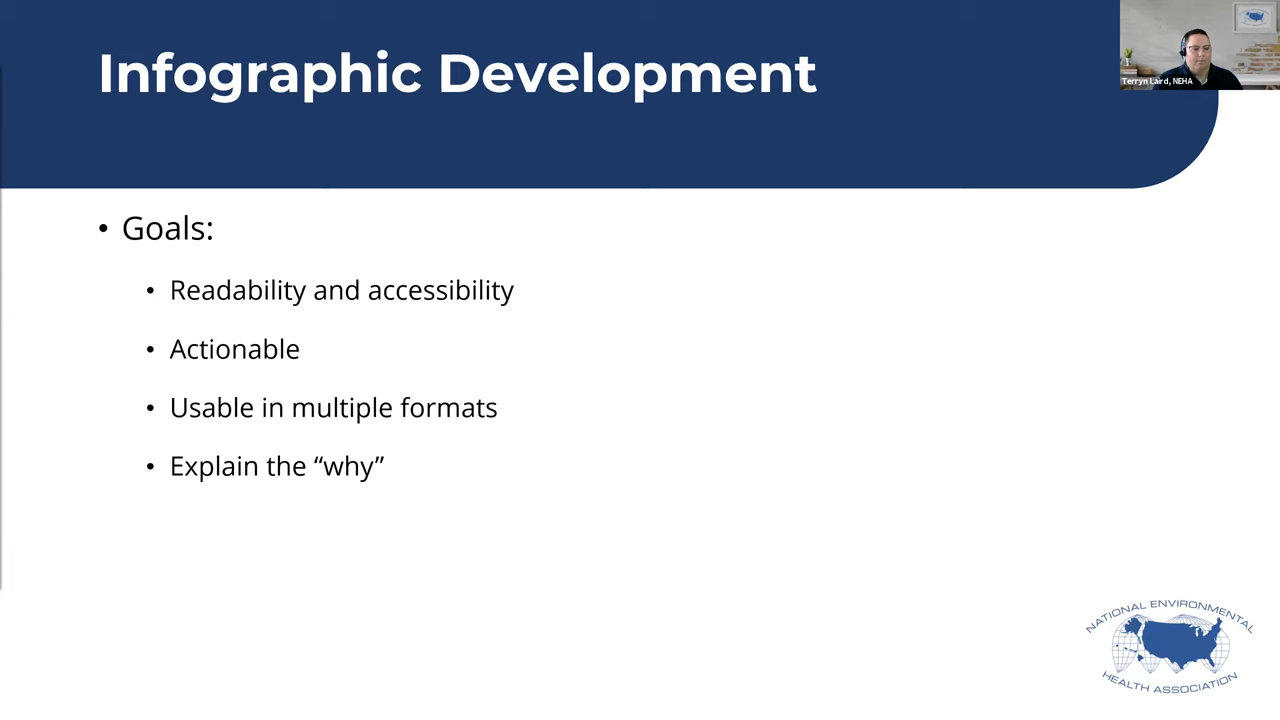 Infographic Development
Terryn Laird, NEHA
• Goals:
• Readability and accessibility
• Actionable
• Usable in multiple formats
• Explain the “why”
NATIONAL ENVIRONMENTAL
HEALTH ASSOCIATION